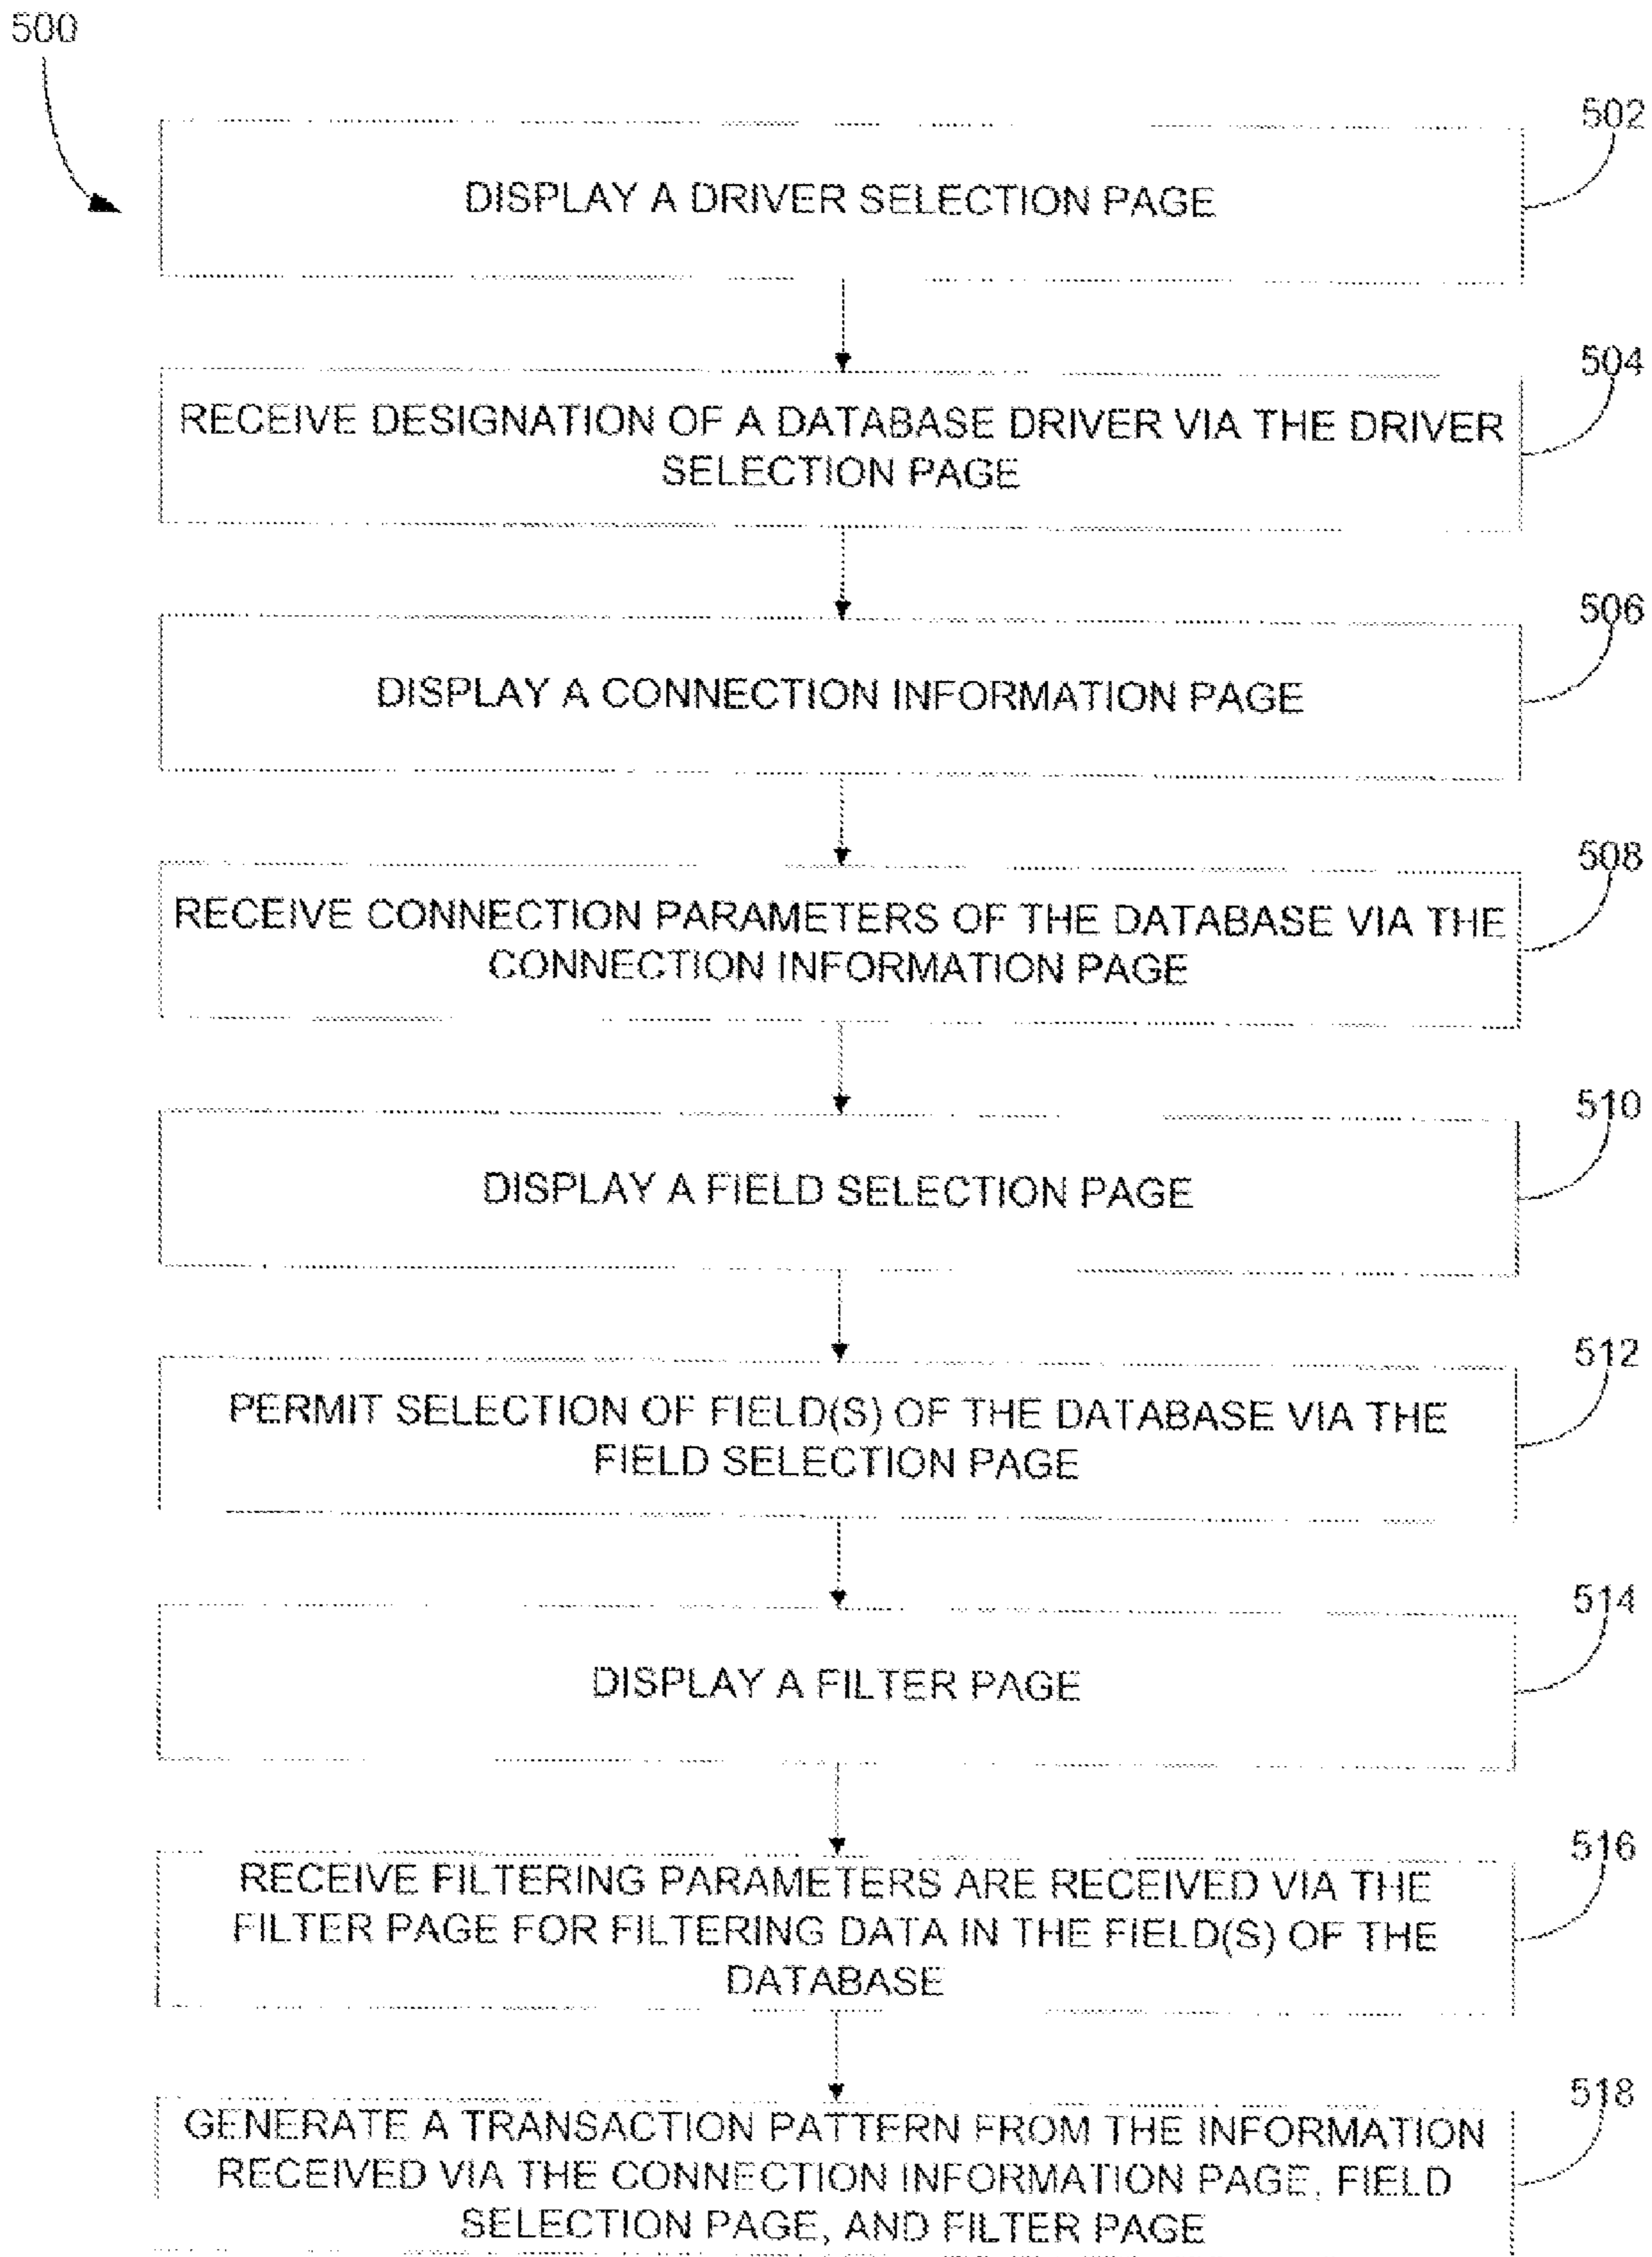 500
502
DISPLAY A DRIVER SELECTION PAGE
504
RECEIVE DESIGNATION OF A DATABASE DRIVER VIA THE DRIVER
SELECTION PAGE
506
DISPLAY A CONNECTION INFORMATION PAGE
508
RECEIVE CONNECTION PARAMETERS OF THE DATABASE VIA THE
CONNECTION INFORMATION PAGE
510
DISPLAY A FIELD SELECTION PAGE
512
PERMIT SELECTION OF FIELD(S) OF THE DATABASE VIA THE
FIELD SELECTION PAGE
514
DISPLAY A FILTER PAGE
516
RECEIVE FILTERING PARAMETERS ARE RECEIVED VIA THE
FILTER PAGE FOR FILTERING DATA IN THE FIELD(S) OF THE
DATABASE
518
GENERATE A TRANSACTION PATTERN FROM THE INFORMATION
RECEIVED VIA THE CONNECTION INFORMATION PAGE, FIELD
SELECTION PAGE, AND FILTER PAGE